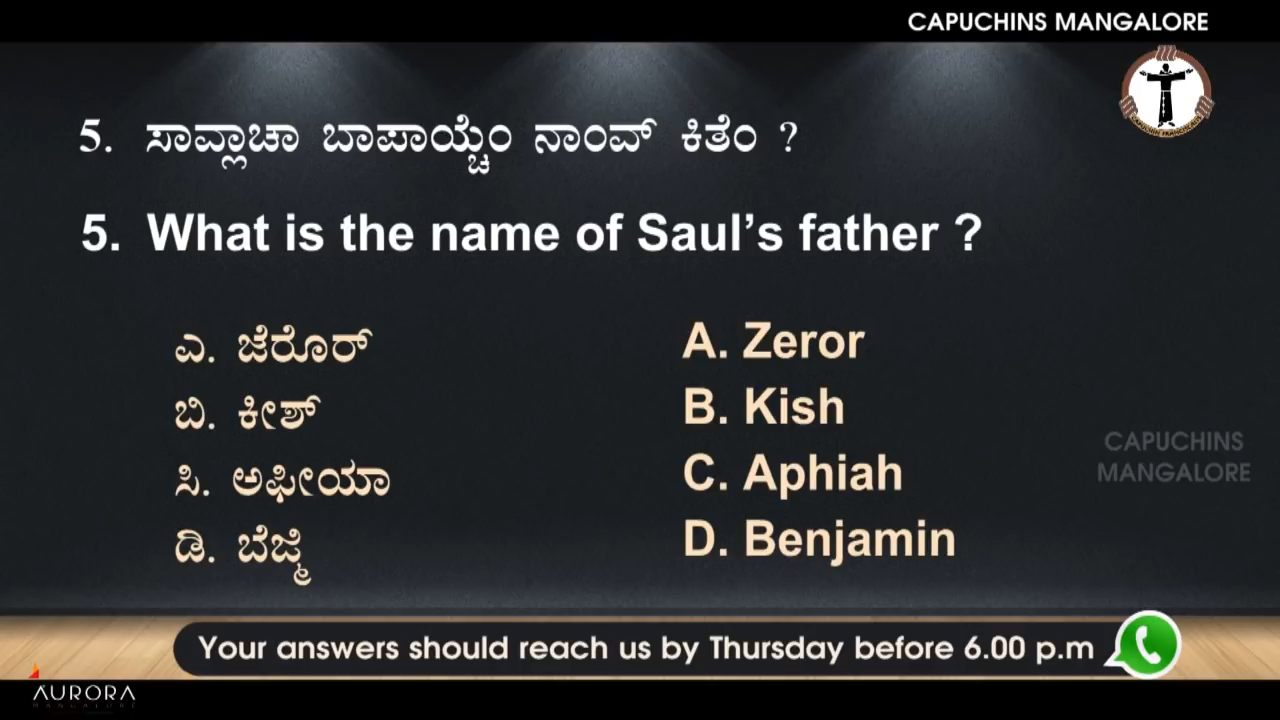 CAPUCHINS MANGALORE
5. ಸಾವ್ಲಾಚಾ ಬಾಪಾಯ್ಚೆಂ ನಾಂವ್ ಕಿತೆಂ ?
5. What is the name of Saul's father ?
ಎ. ಜೆರೊರ್
ಬಿ. ಕೀಶ್
ಸಿ. ಅಫೀಯಾ
ಡಿ. ಬೆಜ್ಮಿ
A. Zeror
B. Kish
C. Aphiah
D. Benjamin
CAPUCHINS
MANGALORE
Your answers should reach us by Thursday before 6.00 p.m
AURORA
MANGALORE